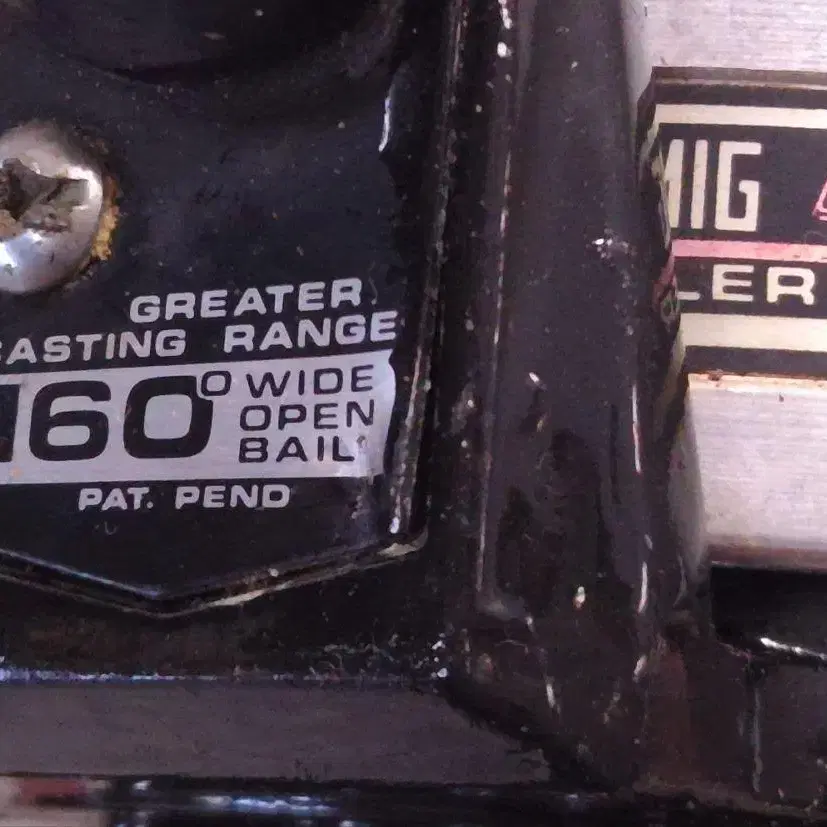 GREATER
CASTING RANGE
160° WIDE
OPEN
BAIL
PAT. PEND
MIG
LER